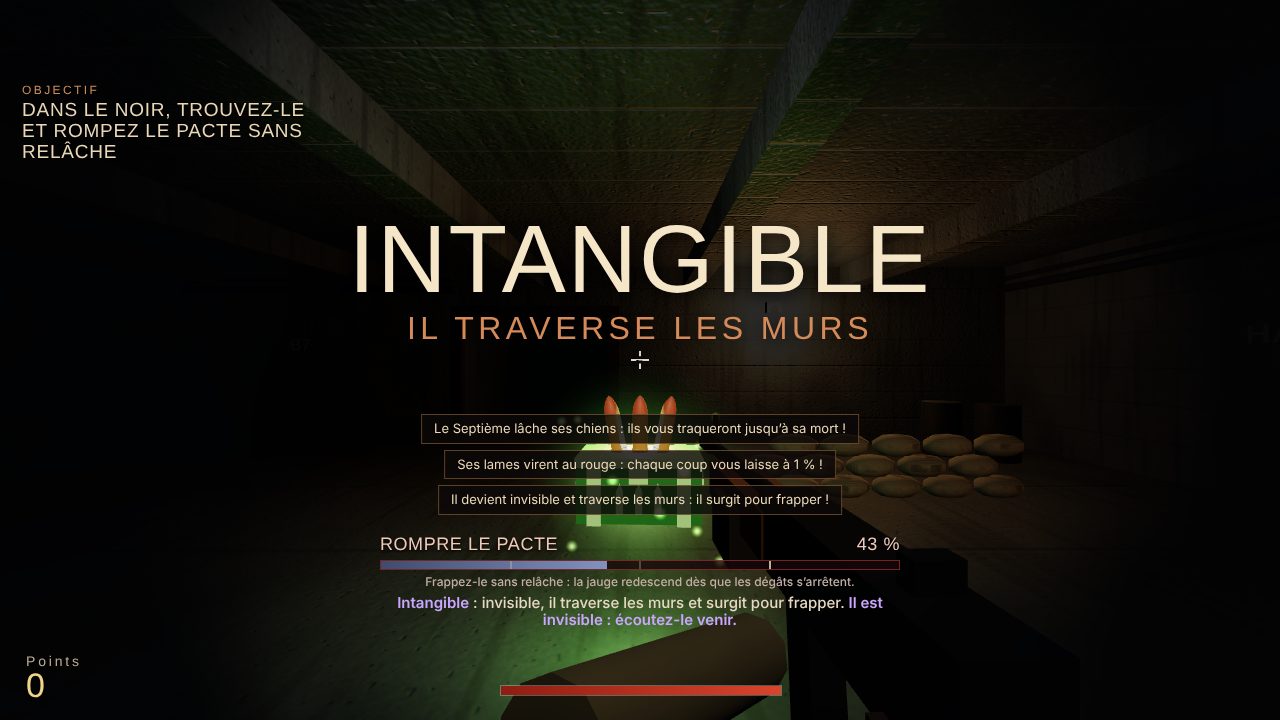 OBJECTIF
DANS LE NOIR, TROUVEZ-LE
ET ROMPEZ LE PACTE SANS
RELÂCHE
INTANGIBLE
IL TRAVERSE LES MURS
Le Septième lâche ses chiens : ils vous traqueront jusqu’à sa mort !
Ses lames virent au rouge : chaque coup vous laisse à 1 % !
Il devient invisible et traverse les murs : il surgit pour frapper !
ROMPRE LE PACTE 43 %
Frappez-le sans relâche : la jauge redescend dès que les dégâts s’arrêtent.
Intangible : invisible, il traverse les murs et surgit pour frapper. Il est
invisible : écoutez-le venir.
Points
0